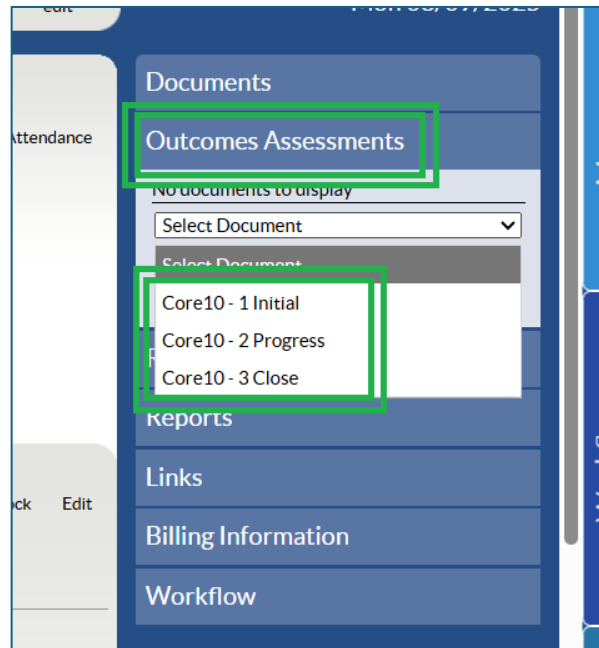 edit
Documents
Attendance
Outcomes Assessments
No documents to display
Select Document
Select Document
Core10 - 1 Initial
Core10 - 2 Progress
Core10 - 3 Close
Reports
Links
Edit
Billing Information
Workflow